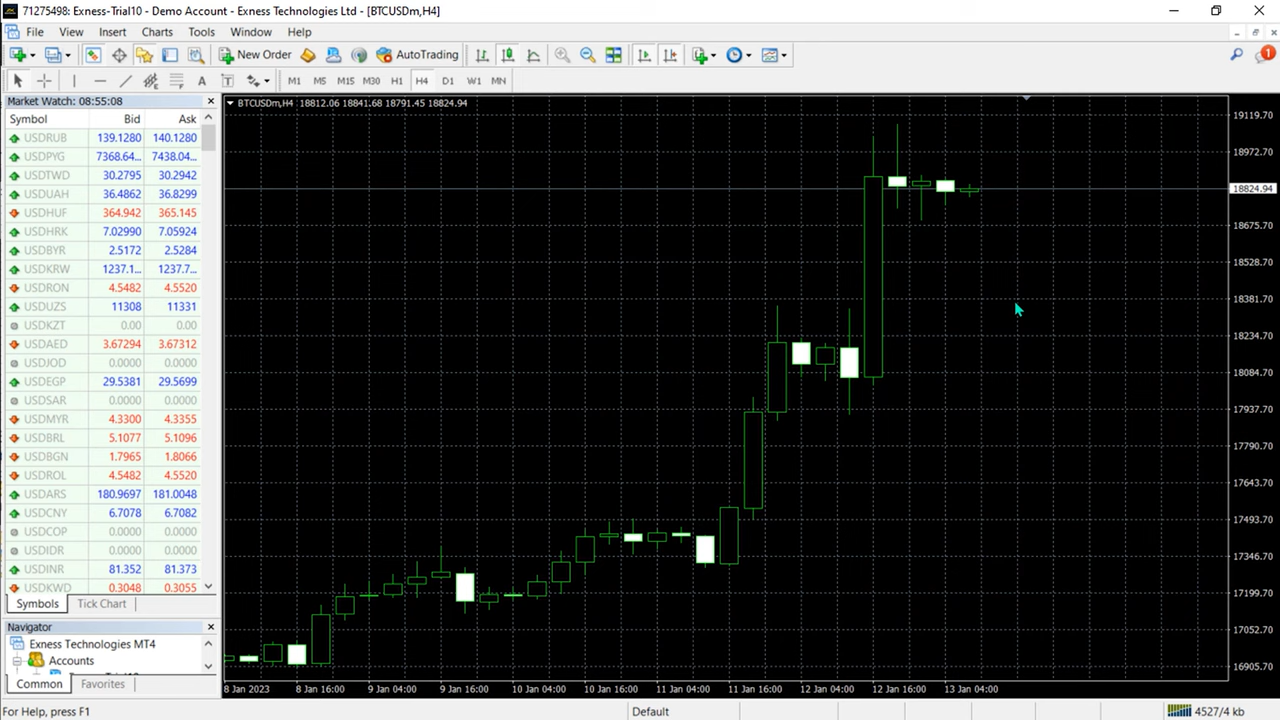 71275498: Exness-Trial10 - Demo Account - Exness Technologies Ltd - [BTCUSDm,H4]
File View Insert Charts Tools Window Help
New Order AutoTrading 1
A T M1 M5 M15 M30 H1 H4 D1 W1 MN
Market Watch: 08:55:08
Symbol Bid Ask
USDRUB 139.1280 140.1280
USDPYG 7368.64... 7438.04...
USDTWD 30.2795 30.2942
USDUAH 36.4862 36.8299
USDHUF 364.942 365.145
USDHRK 7.02990 7.05924
USDBYR 2.5172 2.5284
USDKRW 1237.1... 1237.7...
USDRON 4.5482 4.5520
USDUZS 11308 11331
USDKZT 0.00 0.00
USDAED 3.67294 3.67312
USDJOD 0.0000 0.0000
USDEGP 29.5381 29.5699
USDSAR 0.0000 0.0000
USDMYR 4.3300 4.3355
USDBRL 5.1077 5.1096
USDBGN 1.7965 1.8066
USDROL 4.5482 4.5520
USDARS 180.9697 181.0048
USDCNY 6.7078 6.7082
USDCOP 0.0000 0.0000
USDIDR 0.0000 0.0000
USDINR 81.352 81.373
USDKWD 0.3048 0.3055
Symbols Tick Chart
Navigator
Exness Technologies MT4
Accounts
Common Favorites
BTCUSDm,H4 18812.06 18841.68 18791.45 18824.94
19119.70
18972.70
18824.94
18675.70
18528.70
18381.70
18234.70
18084.70
17937.70
17790.70
17643.70
17493.70
17346.70
17199.70
17052.70
16905.70
8 Jan 2023 8 Jan 16:00 9 Jan 04:00 9 Jan 16:00 10 Jan 04:00 10 Jan 16:00 11 Jan 04:00 11 Jan 16:00 12 Jan 04:00 12 Jan 16:00 13 Jan 04:00
For Help, press F1 Default 4527/4 kb